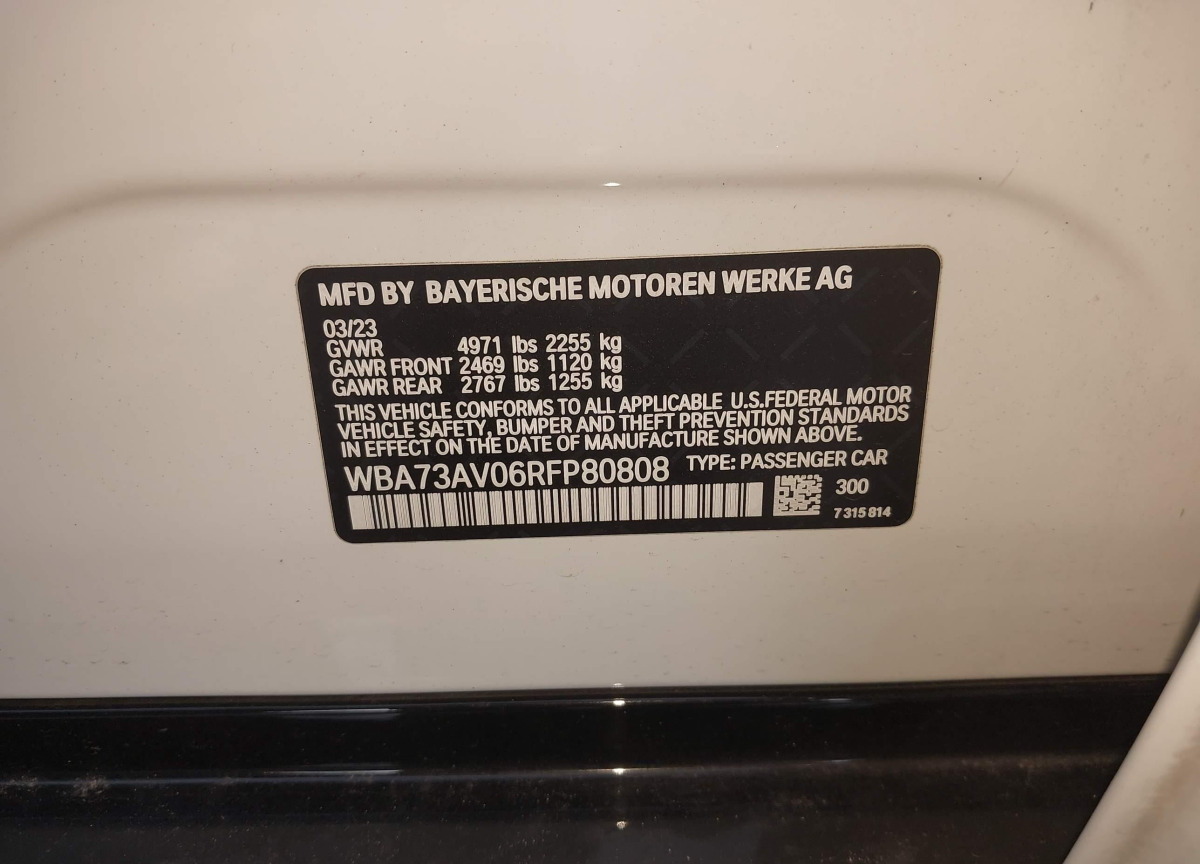 MFD BY BAYERISCHE MOTOREN WERKE AG
03/23
GVWR 4971 lbs 2255 kg
GAWR FRONT 2469 lbs 1120 kg
GAWR REAR 2767 lbs 1255 kg
THIS VEHICLE CONFORMS TO ALL APPLICABLE U.S.FEDERAL MOTOR
VEHICLE SAFETY, BUMPER AND THEFT PREVENTION STANDARDS
IN EFFECT ON THE DATE OF MANUFACTURE SHOWN ABOVE.
WBA73AV06RFP80808 TYPE: PASSENGER CAR
300
7 315 814